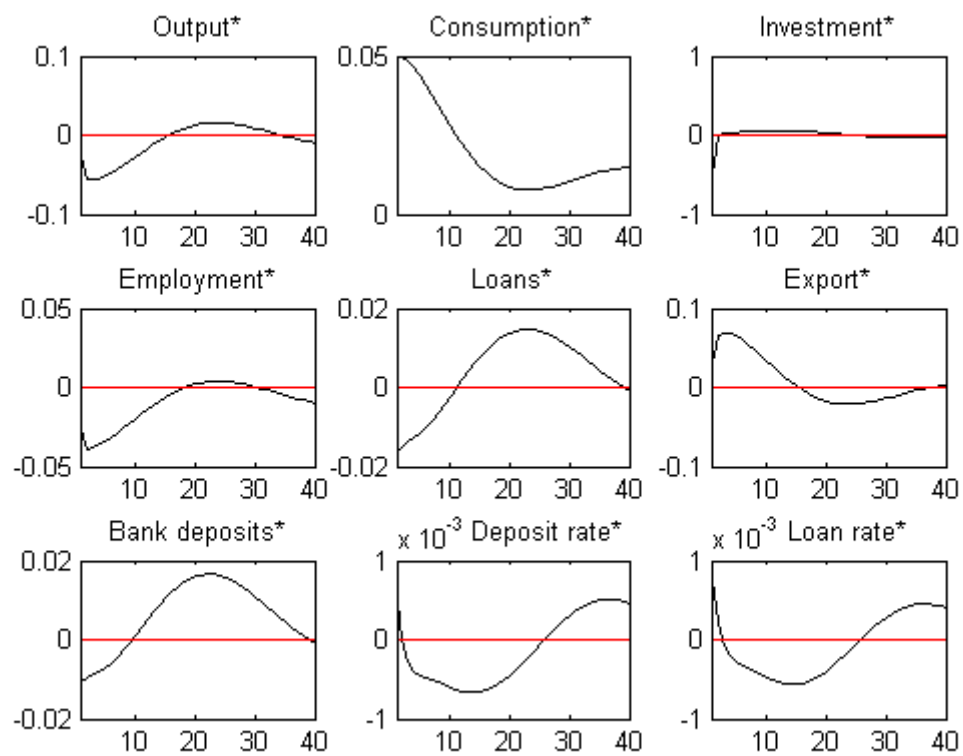 Output* Consumption* Investment*
0.1 0.05 1
0 0
-0.1 0 -1
10 20 30 40 10 20 30 40 10 20 30 40
Employment* Loans* Export*
0.05 0.02 0.1
0 0 0
-0.05 -0.02 -0.1
10 20 30 40 10 20 30 40 10 20 30 40
Bank deposits* x 10^-3 Deposit rate* x 10^-3 Loan rate*
0.02 1 1
0 0 0
-0.02 -1 -1
10 20 30 40 10 20 30 40 10 20 30 40